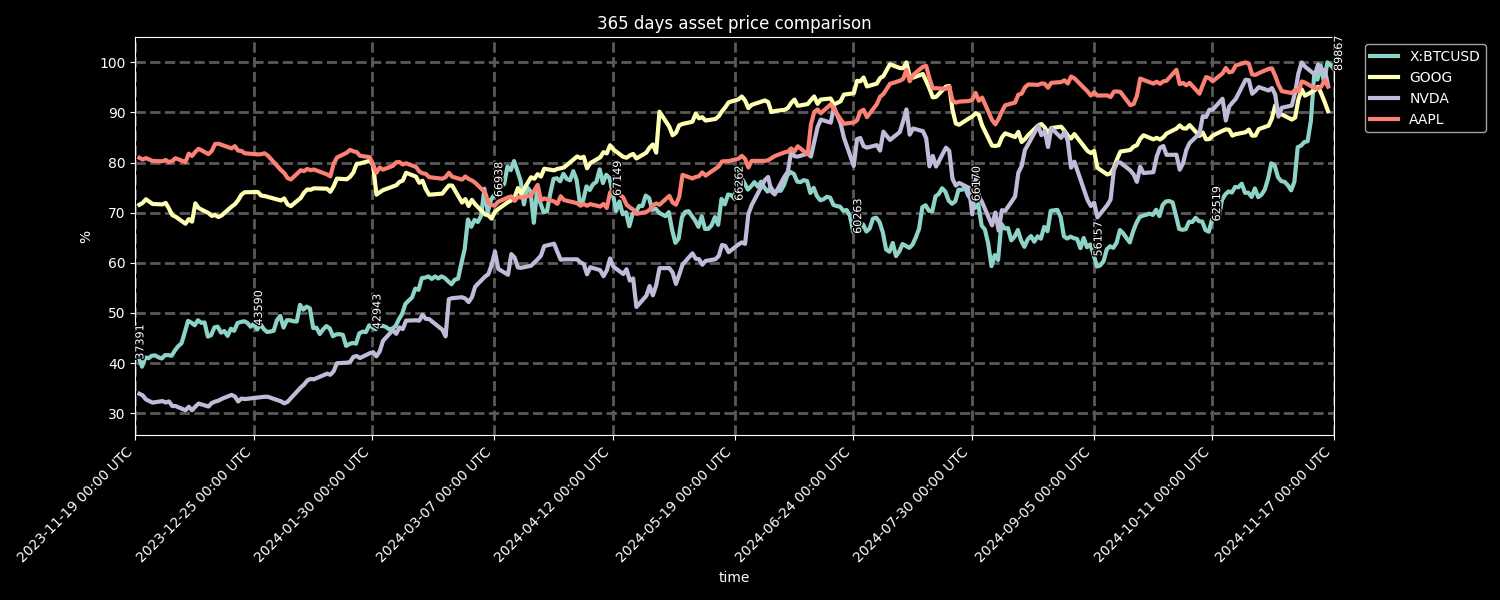 365 days asset price comparison
X:BTCUSD
GOOG
NVDA
AAPL
%
100
90
80
70
60
50
40
30
37391
43590
42943
66938
67149
66262
60263
56157
62519
89867
2023-11-19 00:00 UTC
2023-12-25 00:00 UTC
2024-01-30 00:00 UTC
2024-03-07 00:00 UTC
2024-04-12 00:00 UTC
2024-05-19 00:00 UTC
2024-06-24 00:00 UTC
2024-07-30 00:00 UTC
2024-09-05 00:00 UTC
2024-10-11 00:00 UTC
2024-11-17 00:00 UTC
time